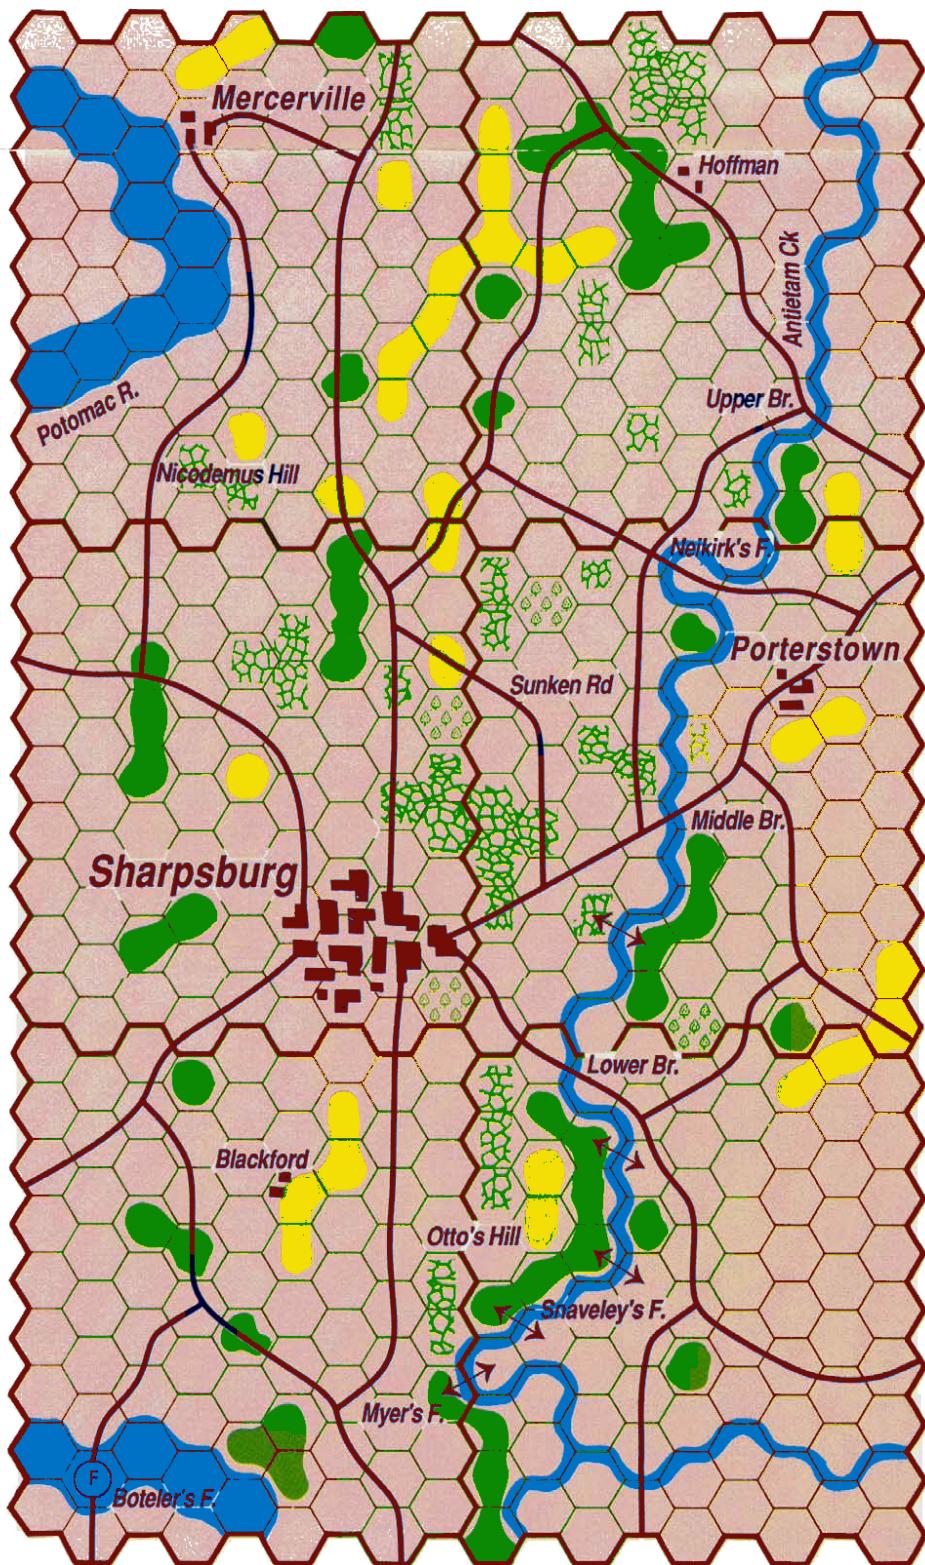 Mercerville
Hoffman
Antietam Ck
Potomac R.
Upper Br.
Nicodemus Hill
Neikirk's F.
Porterstown
Sunken Rd
Middle Br.
Sharpsburg
Lower Br.
Blackford
Otto's Hill
Snaveley's F.
Myer's F.
F
Boteler's F.